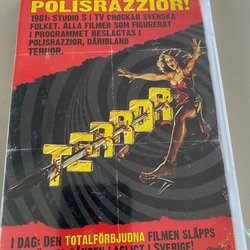 POLISRAZZIOR!
1981: STUDIO S I TV CHOCKAR SVENSKA
FOLKET. ALLA FILMER SOM FIGURERAT
I PROGRAMMET BESLAGTAS I
POLISRAZZIOR, DÄRIBLAND
TERROR.
TERROR
I DAG: DEN TOTALFÖRBJUDNA FILMEN SLÄPPS
GÅNGEN LAGLIGT I SVERIGE!